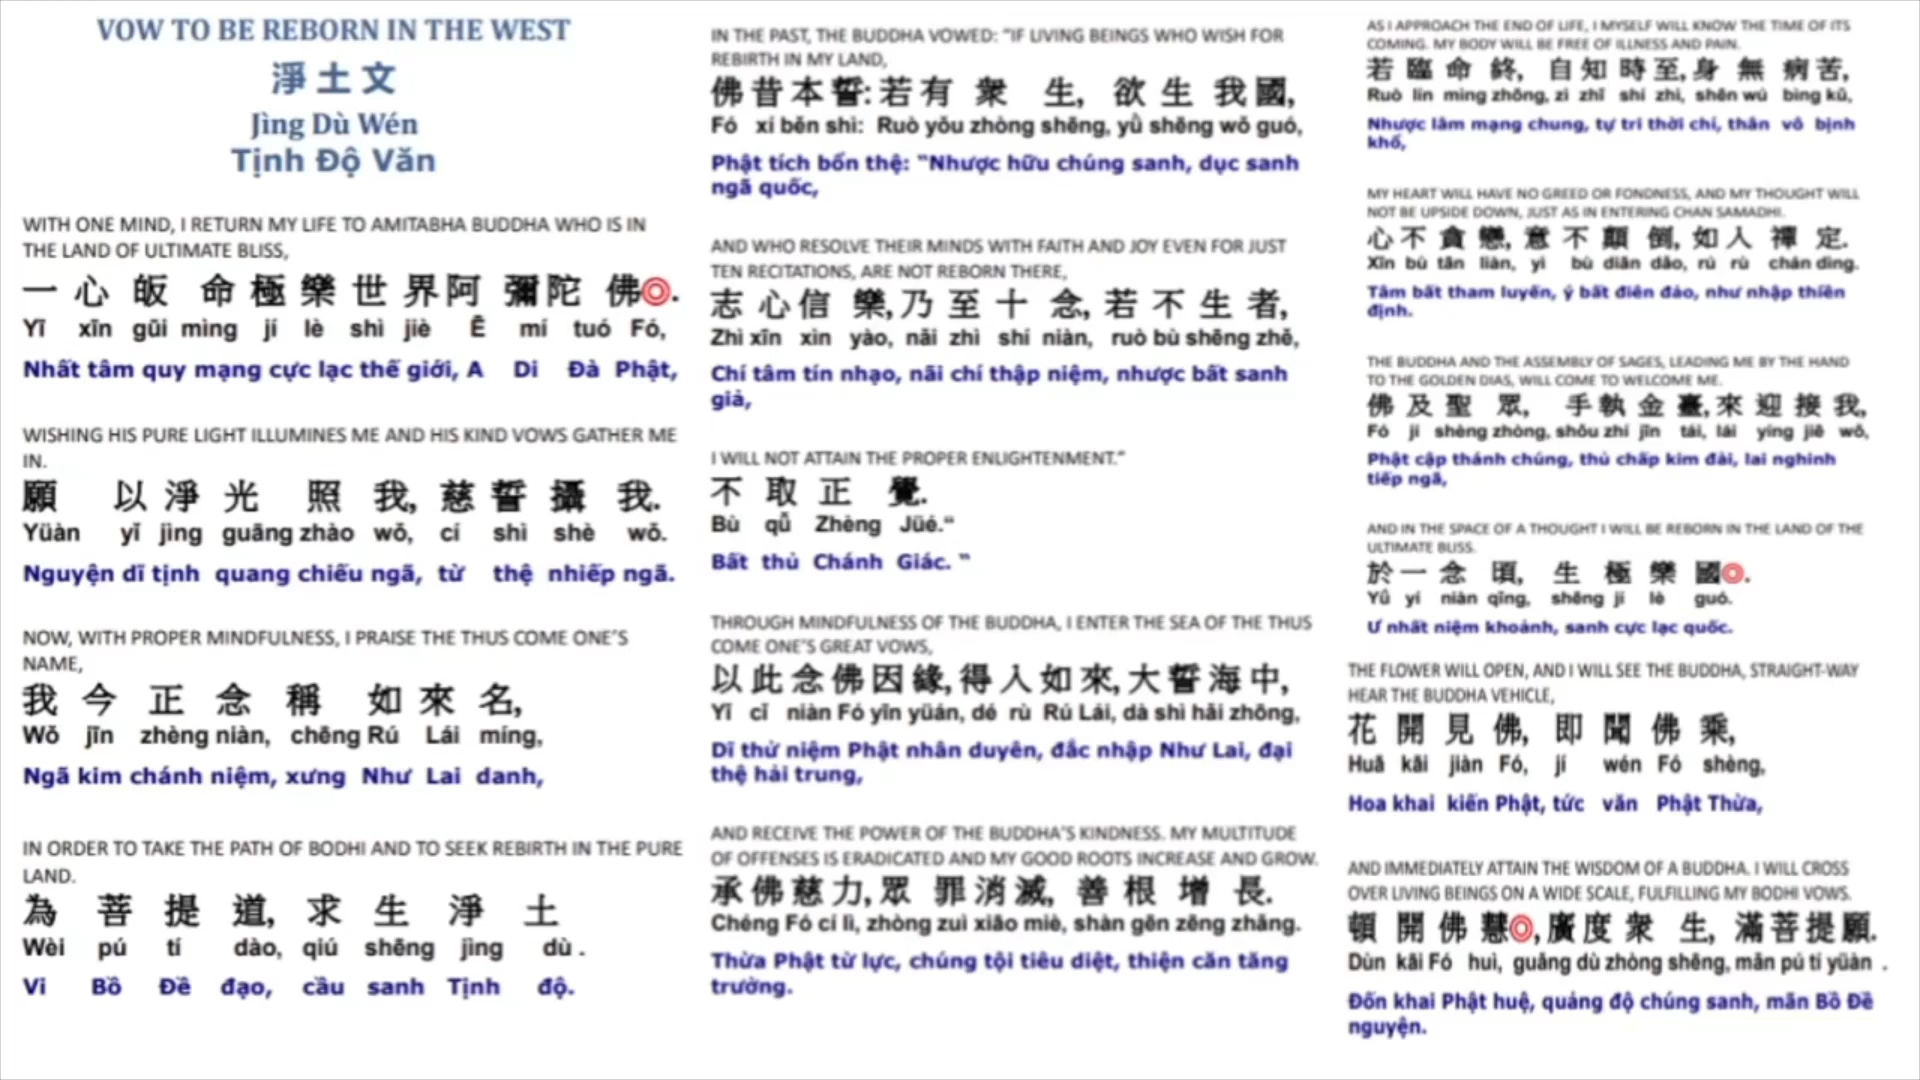 VOW TO BE REBORN IN THE WEST
淨土文
Jìng Dù Wén
Tịnh Độ Văn
WITH ONE MIND, I RETURN MY LIFE TO AMITABHA BUDDHA WHO IS IN
THE LAND OF ULTIMATE BLISS,
一心皈命極樂世界阿彌陀佛◎.
Yī xīn gūi mìng jí lè shì jiè Ē mí tuó Fó,
Nhất tâm quy mạng cực lạc thế giới, A Di Đà Phật,
WISHING HIS PURE LIGHT ILLUMINES ME AND HIS KIND VOWS GATHER ME
IN.
願以淨光照我, 慈誓攝我.
Yüàn yǐ jìng guāng zhào wǒ, cí shì shè wǒ.
Nguyện dĩ tịnh quang chiếu ngã, từ thệ nhiếp ngã.
NOW, WITH PROPER MINDFULNESS, I PRAISE THE THUS COME ONE'S
NAME,
我今正念稱如來名,
Wǒ jīn zhèng niàn, chēng Rú Lái míng,
Ngã kim chánh niệm, xưng Như Lai danh,
IN ORDER TO TAKE THE PATH OF BODHI AND TO SEEK REBIRTH IN THE PURE
LAND.
為菩提道, 求生淨土
Wèi pú tí dào, qiú shēng jìng dù .
Vi Bồ Đề đạo, cầu sanh Tịnh độ.
IN THE PAST, THE BUDDHA VOWED: "IF LIVING BEINGS WHO WISH FOR
REBIRTH IN MY LAND,
佛昔本誓: 若有衆生, 欲生我國,
Fó xí běn shì: Ruò yǒu zhòng shēng, yǜ shēng wǒ guó,
Phật tích bổn thệ: "Nhược hữu chúng sanh, dục sanh
ngã quốc,
AND WHO RESOLVE THEIR MINDS WITH FAITH AND JOY EVEN FOR JUST
TEN RECITATIONS, ARE NOT REBORN THERE,
志心信樂, 乃至十念, 若不生者,
Zhì xīn xìn yào, nǎi zhì shí niàn, ruò bù shēng zhě,
Chí tâm tín nhạo, nãi chí thập niệm, nhược bất sanh
giả,
I WILL NOT ATTAIN THE PROPER ENLIGHTENMENT."
不取正覺.
Bù qǚ Zhèng Jüé."
Bất thủ Chánh Giác. "
THROUGH MINDFULNESS OF THE BUDDHA, I ENTER THE SEA OF THE THUS
COME ONE'S GREAT VOWS,
以此念佛因緣, 得入如來, 大誓海中,
Yǐ cǐ niàn Fó yīn yüán, dé rù Rú Lái, dà shì hǎi zhōng,
Dĩ thử niệm Phật nhân duyên, đắc nhập Như Lai, đại
thệ hải trung,
AND RECEIVE THE POWER OF THE BUDDHA'S KINDNESS. MY MULTITUDE
OF OFFENSES IS ERADICATED AND MY GOOD ROOTS INCREASE AND GROW.
承佛慈力, 眾罪消滅, 善根增長.
Chéng Fó cí lì, zhòng zuì xiāo miè, shàn gēn zēng zhǎng.
Thừa Phật từ lực, chúng tội tiêu diệt, thiện căn tăng
trưởng.
AS I APPROACH THE END OF LIFE, I MYSELF WILL KNOW THE TIME OF ITS
COMING. MY BODY WILL BE FREE OF ILLNESS AND PAIN.
若臨命終, 自知時至, 身無病苦,
Ruò lín mìng zhōng, zì zhī shí zhì, shēn wú bìng kǔ,
Nhược lâm mạng chung, tự tri thời chí, thân vô bịnh
khổ,
MY HEART WILL HAVE NO GREED OR FONDNESS, AND MY THOUGHT WILL
NOT BE UPSIDE DOWN, JUST AS IN ENTERING CHAN SAMADHI.
心不貪戀, 意不顛倒, 如入禪定.
Xīn bù tān liàn, yì bù diān dǎo, rú rù chán dìng.
Tâm bất tham luyến, ý bất điên đảo, như nhập thiền
định.
THE BUDDHA AND THE ASSEMBLY OF SAGES, LEADING ME BY THE HAND
TO THE GOLDEN DIAS, WILL COME TO WELCOME ME.
佛及聖眾, 手執金臺, 來迎接我,
Fó jí shèng zhòng, shǒu zhí jīn tái, lái yíng jiē wǒ,
Phật cập thánh chúng, thủ chấp kim đài, lai nghinh
tiếp ngã,
AND IN THE SPACE OF A THOUGHT I WILL BE REBORN IN THE LAND OF THE
ULTIMATE BLISS.
於一念頃, 生極樂國◎.
Yǘ yí niàn qǐng, shēng jí lè guó.
Ư nhất niệm khoảnh, sanh cực lạc quốc.
THE FLOWER WILL OPEN, AND I WILL SEE THE BUDDHA, STRAIGHT-WAY
HEAR THE BUDDHA VEHICLE,
花開見佛, 即聞佛乘,
Huā kāi jiàn Fó, jí wén Fó shèng,
Hoa khai kiến Phật, tức văn Phật Thừa,
AND IMMEDIATELY ATTAIN THE WISDOM OF A BUDDHA. I WILL CROSS
OVER LIVING BEINGS ON A WIDE SCALE, FULFILLING MY BODHI VOWS.
頓開佛慧◎, 廣度衆生, 滿菩提願.
Dùn kāi Fó huì, guǎng dù zhòng shēng, mǎn pú tí yüàn .
Đốn khai Phật huệ, quảng độ chúng sanh, mãn Bồ Đề
nguyện.